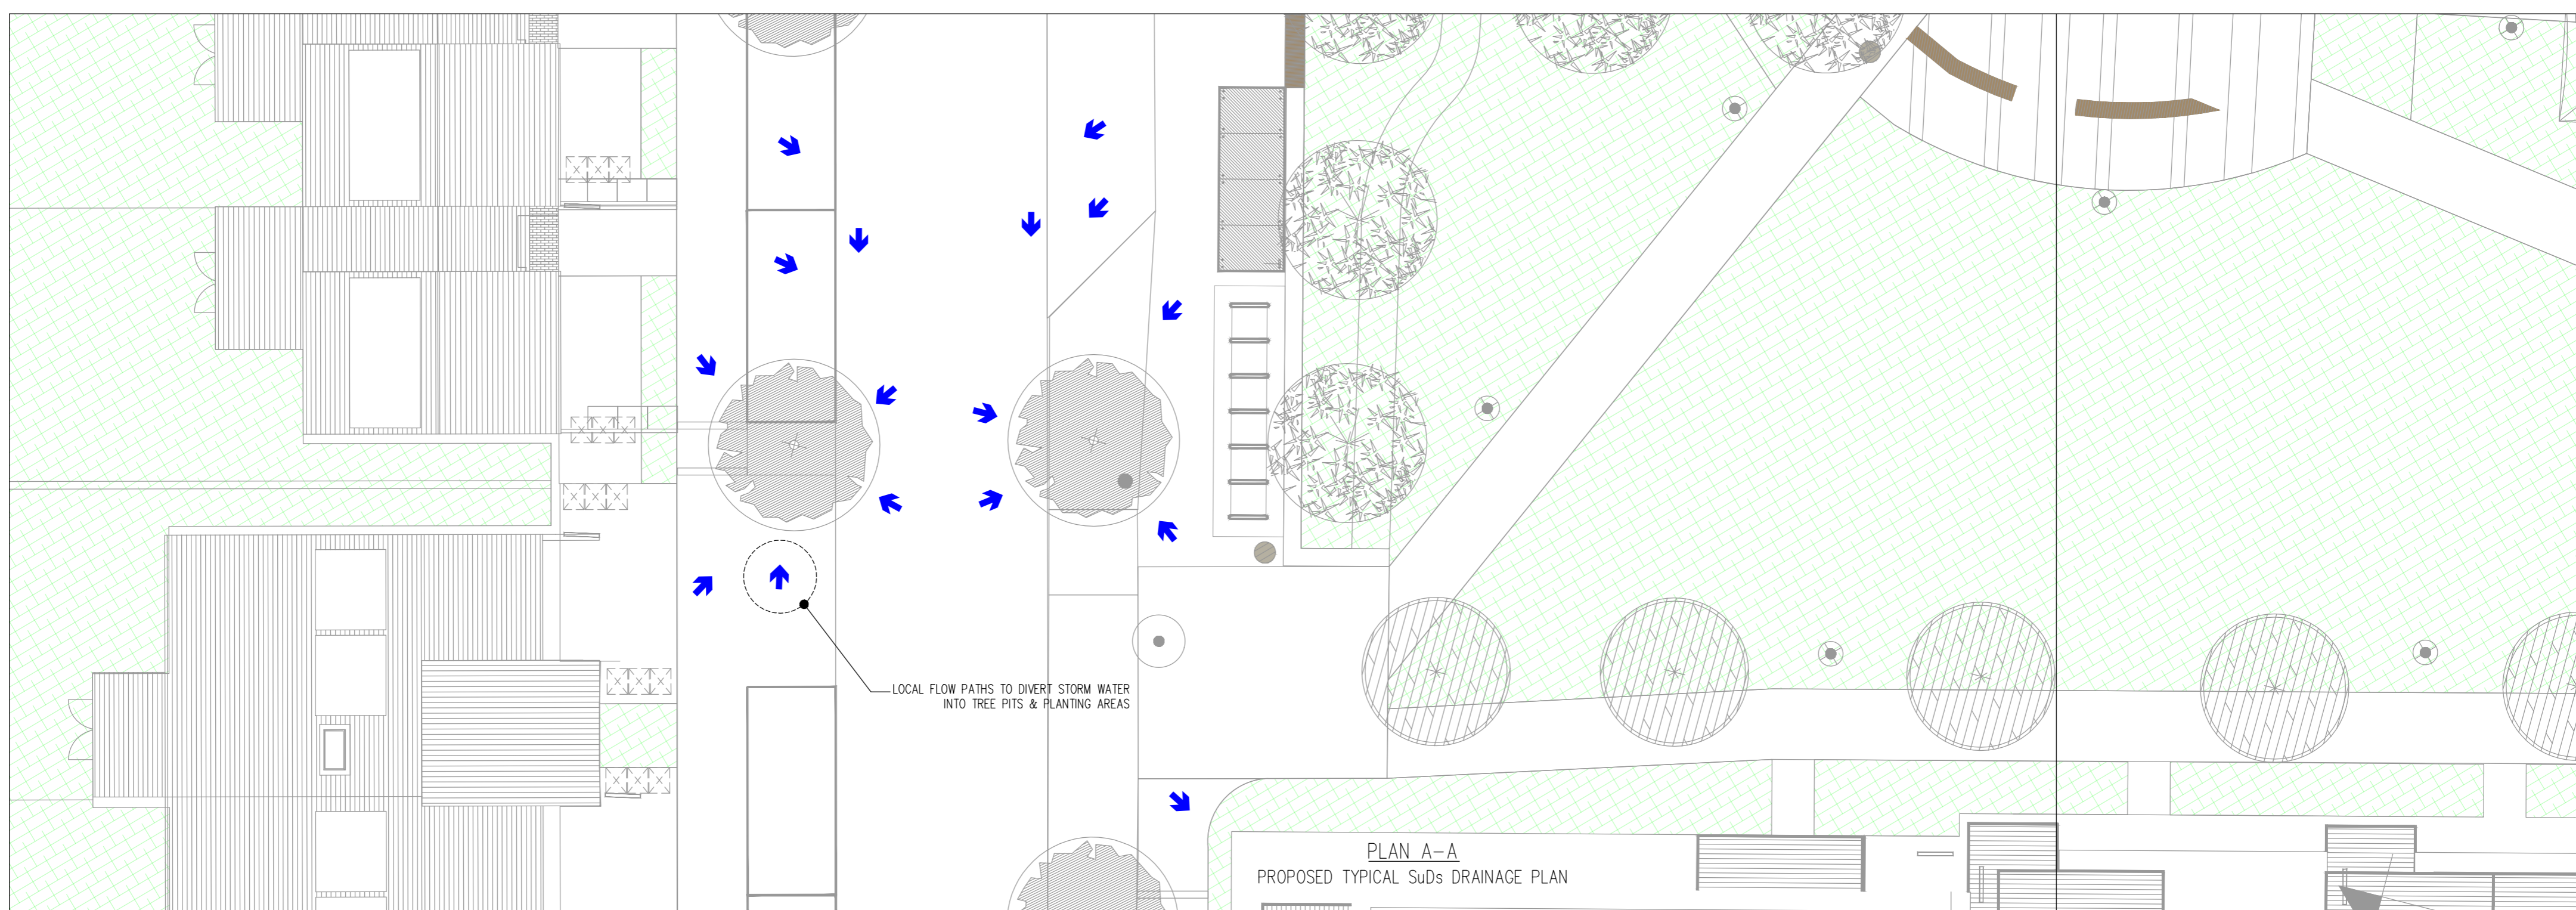 LOCAL FLOW PATHS TO DIVERT STORM WATER
INTO TREE PITS & PLANTING AREAS
PLAN A-A
PROPOSED TYPICAL SuDs DRAINAGE PLAN